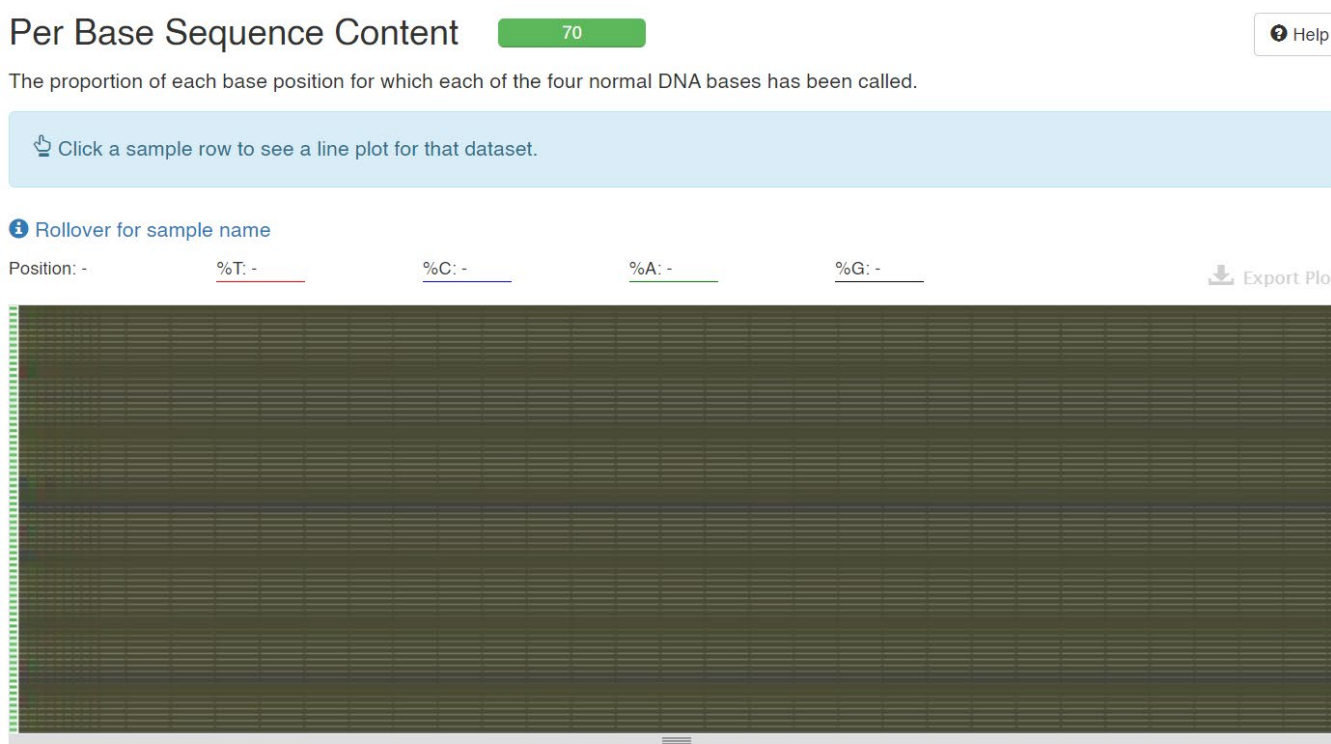 Per Base Sequence Content 70 Help
The proportion of each base position for which each of the four normal DNA bases has been called.
Click a sample row to see a line plot for that dataset.
Rollover for sample name
Position: - %T: - %C: - %A: - %G: - Export Plo